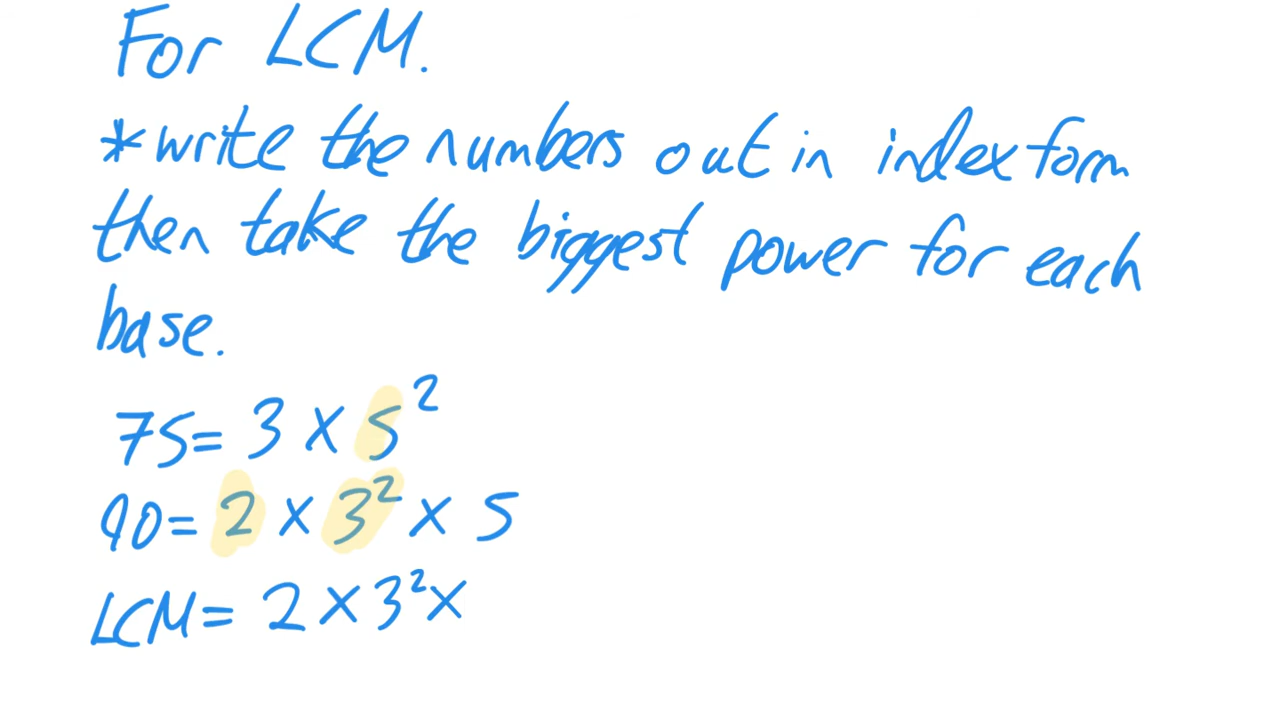 For LCM.
*write the numbers out in index form
then take the biggest power for each
base.
75= 3 × 5²
90= 2 × 3² × 5
LCM= 2 × 3² ×